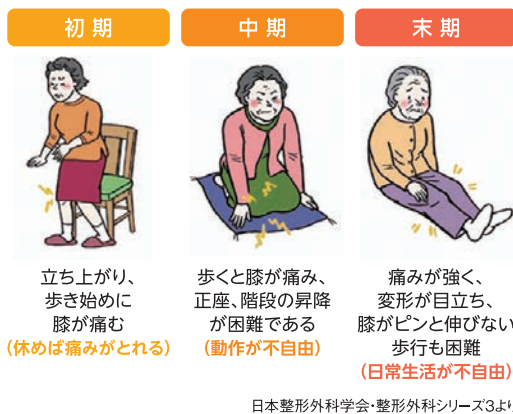 初期
中期
末期
立ち上がり、
歩き始めに
膝が痛む
(休めば痛みがとれる)
歩くと膝が痛み、
正座、階段の昇降
が困難である
(動作が不自由)
痛みが強く、
変形が目立ち、
膝がピンと伸びない
歩行も困難
(日常生活が不自由)
日本整形外科学会・整形外科シリーズ3より